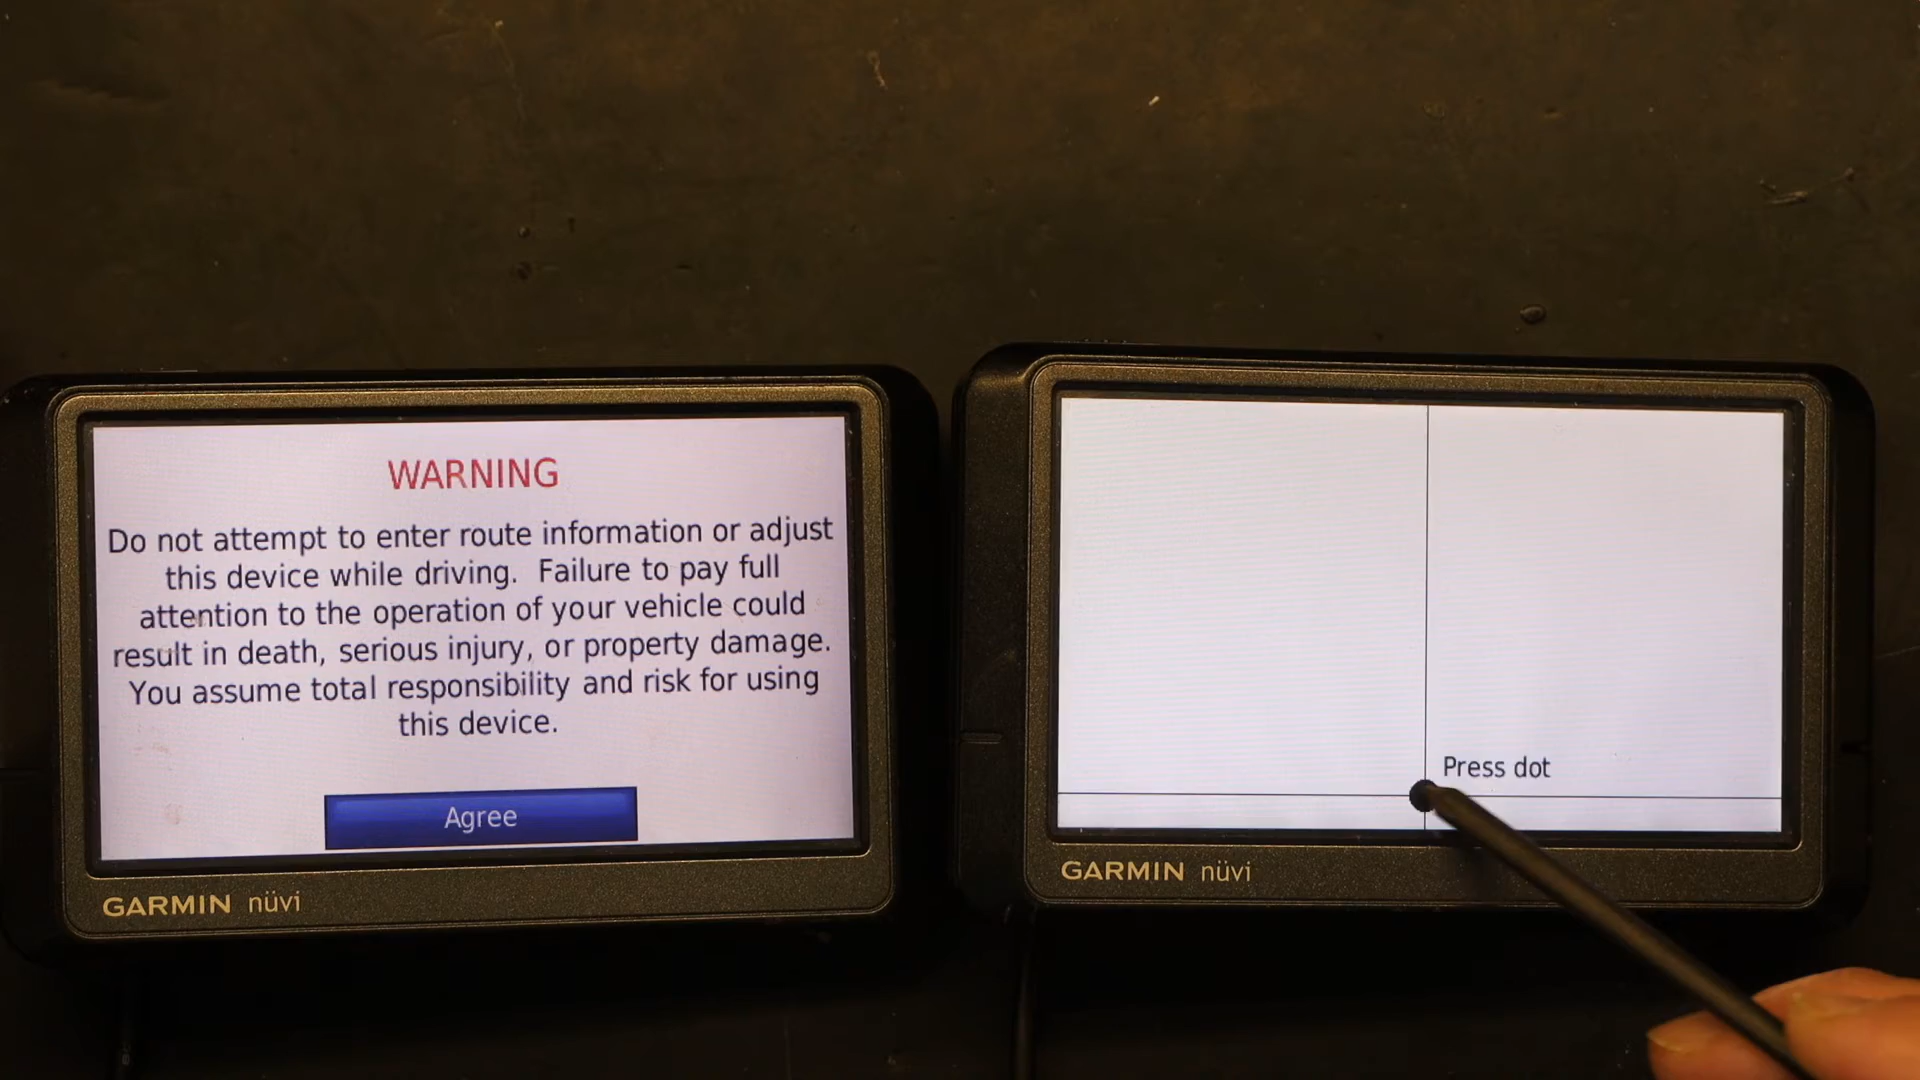 WARNING
Do not attempt to enter route information or adjust
this device while driving. Failure to pay full
attention to the operation of your vehicle could
result in death, serious injury, or property damage.
You assume total responsibility and risk for using
this device.
Agree
GARMIN nüvi
Press dot
GARMIN nüvi